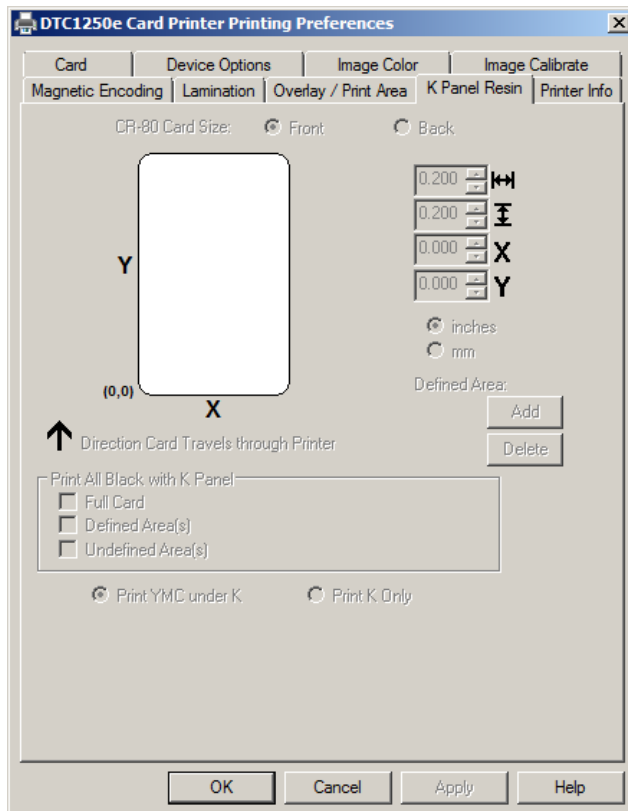 DTC1250e Card Printer Printing Preferences
Card Device Options Image Color Image Calibrate
Magnetic Encoding Lamination Overlay / Print Area K Panel Resin Printer Info
CR-80 Card Size: Front Back
0.200
0.200
0.000 X
0.000 Y
Y
inches
mm
(0,0)
X
Defined Area:
Add
Direction Card Travels through Printer
Delete
Print All Black with K Panel
Full Card
Defined Area(s)
Undefined Area(s)
Print YMC under K Print K Only
OK Cancel Apply Help